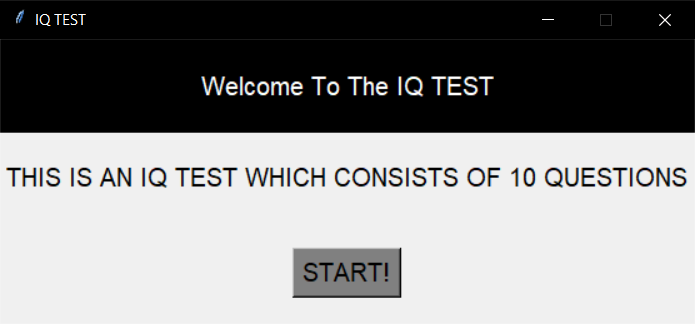 IQ TEST
Welcome To The IQ TEST
THIS IS AN IQ TEST WHICH CONSISTS OF 10 QUESTIONS
START!